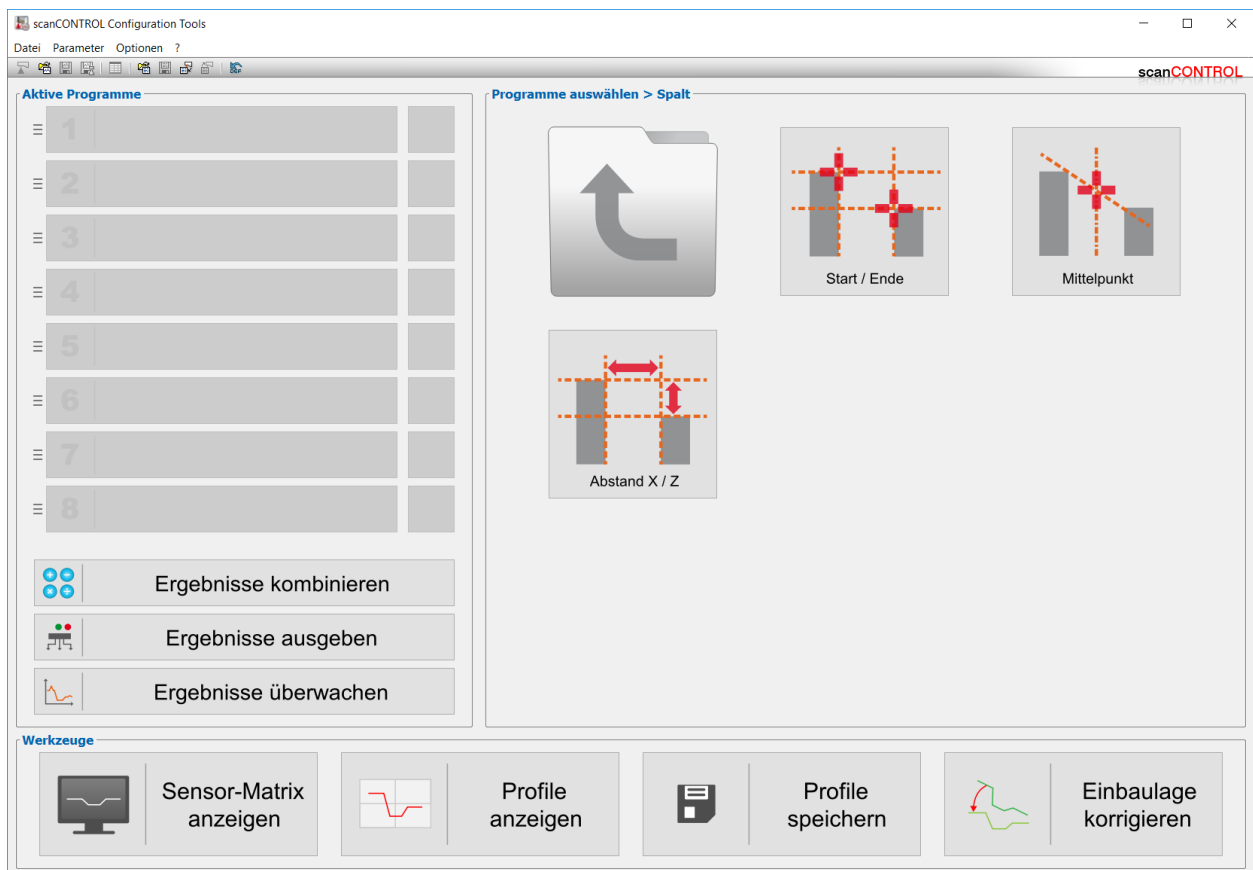 scanCONTROL Configuration Tools
Datei Parameter Optionen ?
scanCONTROL
Aktive Programme
1
2
3
4
5
6
7
8
Ergebnisse kombinieren
Ergebnisse ausgeben
Ergebnisse überwachen
Programme auswählen > Spalt
Start / Ende
Mittelpunkt
Abstand X / Z
Werkzeuge
Sensor-Matrix
anzeigen
Profile
anzeigen
Profile
speichern
Einbaulage
korrigieren